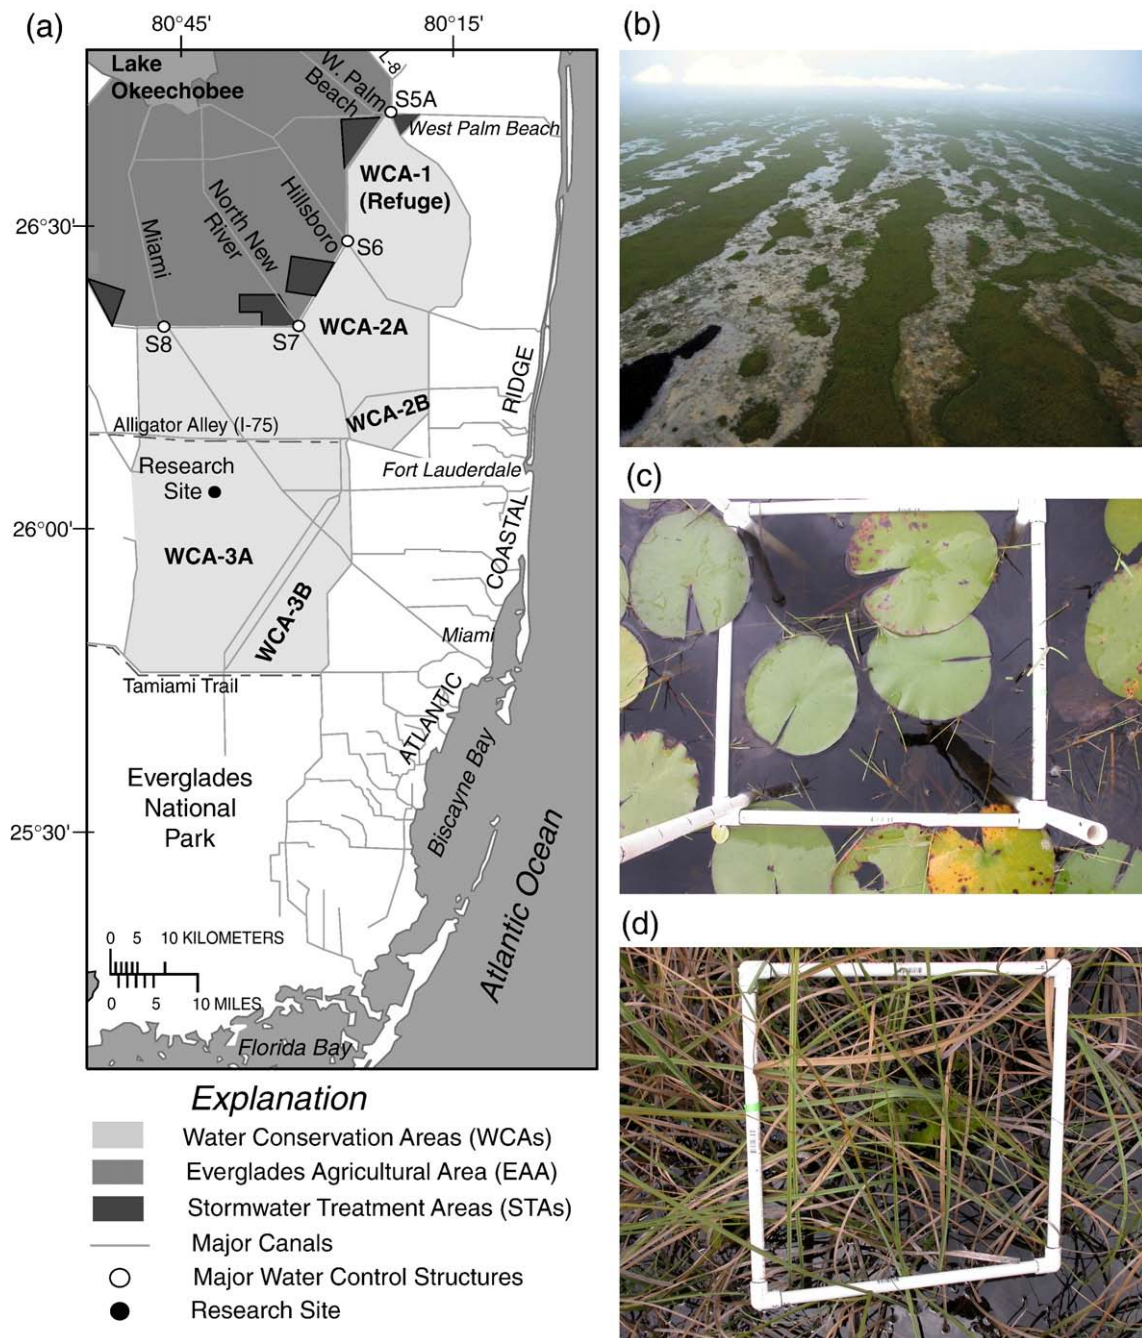 (a)
80°45'
80°15'
Lake
Okeechobee
W. Palm
Beach
L-8
S5A
West Palm Beach
WCA-1
(Refuge)
Hillsboro
North New
River
Miami
26°30'
S6
WCA-2A
S8
S7
RIDGE
WCA-2B
Alligator Alley (I-75)
Fort Lauderdale
Research
Site
26°00'
COASTAL
WCA-3A
WCA-3B
Miami
Tamiami Trail
ATLANTIC
Everglades
National
Park
Biscayne Bay
25°30'
Atlantic Ocean
0 5 10 KILOMETERS
0 5 10 MILES
Florida Bay
Explanation
Water Conservation Areas (WCAs)
Everglades Agricultural Area (EAA)
Stormwater Treatment Areas (STAs)
Major Canals
Major Water Control Structures
Research Site
(b)
(c)
(d)